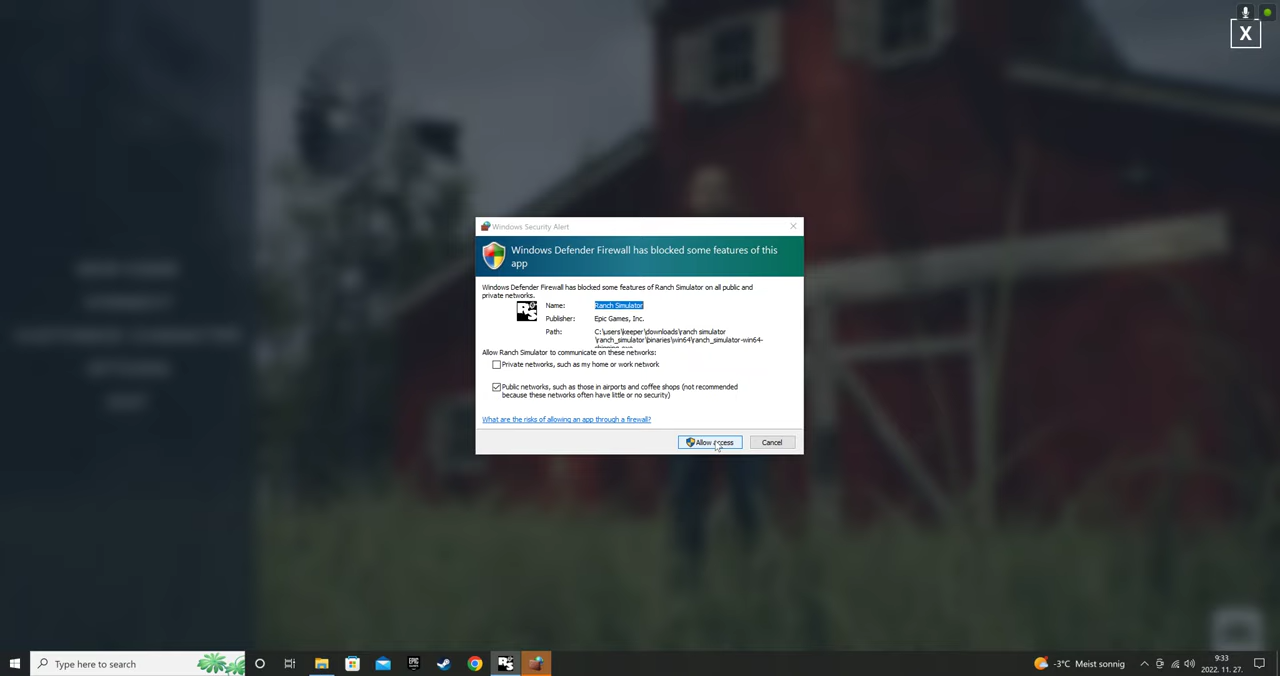 X
Windows Security Alert
Windows Defender Firewall has blocked some features of this
app
Windows Defender Firewall has blocked some features of Ranch Simulator on all public and
private networks.
Name: Ranch Simulator
Publisher: Epic Games, Inc.
Path: C:\users\keeper\downloads\ranch simulator
\ranch_simulator\binaries\win64\ranch_simulator-win64-
shipping.exe
Allow Ranch Simulator to communicate on these networks:
Private networks, such as my home or work network
Public networks, such as those in airports and coffee shops (not recommended
because these networks often have little or no security)
What are the risks of allowing an app through a firewall?
Allow access Cancel
Type here to search
EPIC
RS
-3°C Meist sonnig
9:33
2022. 11. 27.